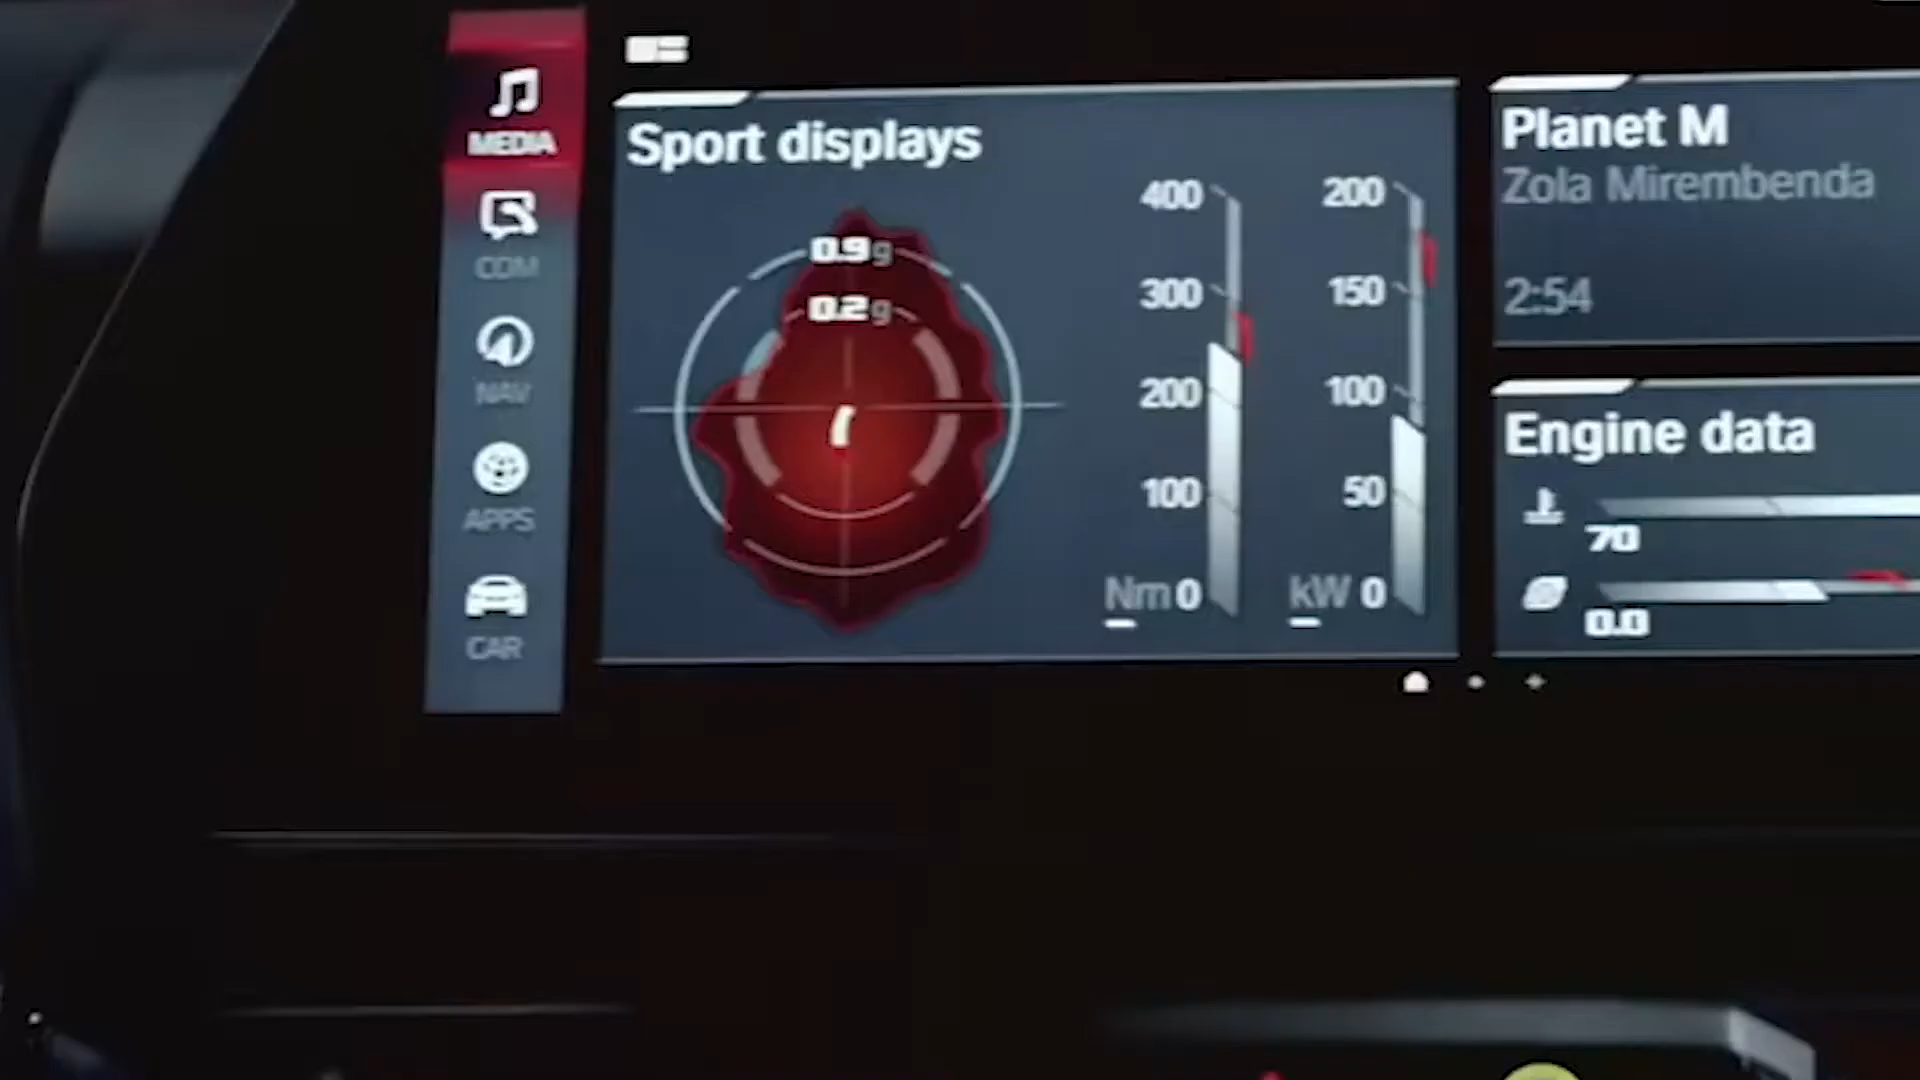 MEDIA
COM
NAV
APPS
CAR
Sport displays
0.9g
0.2g
400
300
200
100
Nm 0
200
150
100
50
kW 0
Planet M
Zola Mirembenda
2:54
Engine data
70
0.0